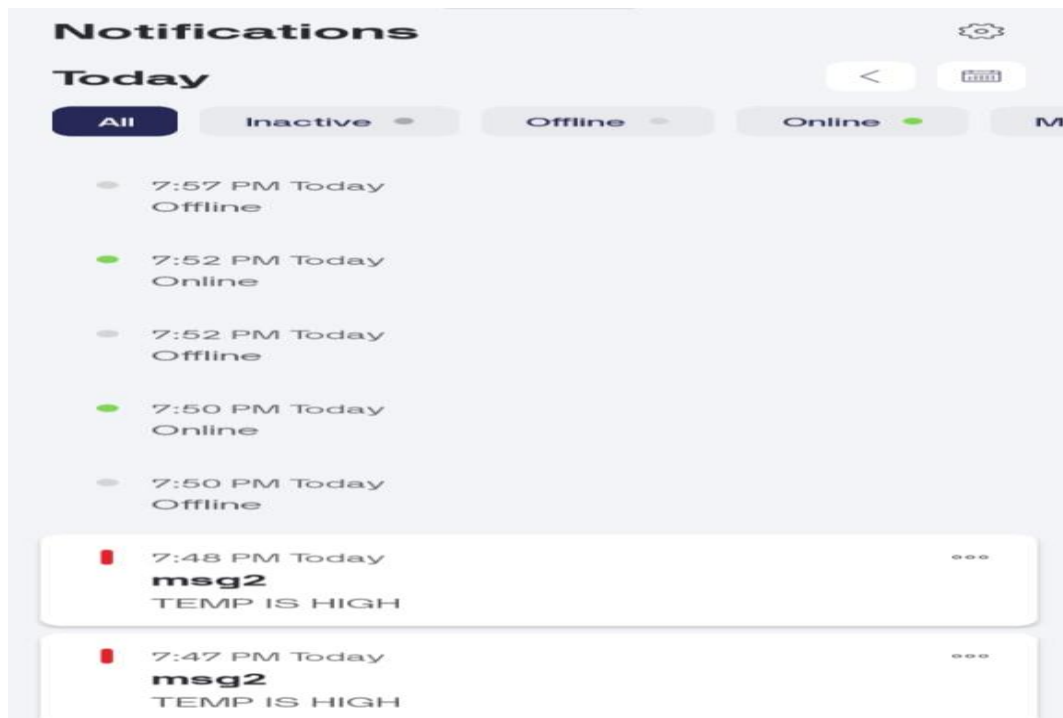 Notifications
Today
<
All Inactive Offline Online M
7:57 PM Today
Offline
7:52 PM Today
Online
7:52 PM Today
Offline
7:50 PM Today
Online
7:50 PM Today
Offline
7:48 PM Today
msg2
TEMP IS HIGH
7:47 PM Today
msg2
TEMP IS HIGH